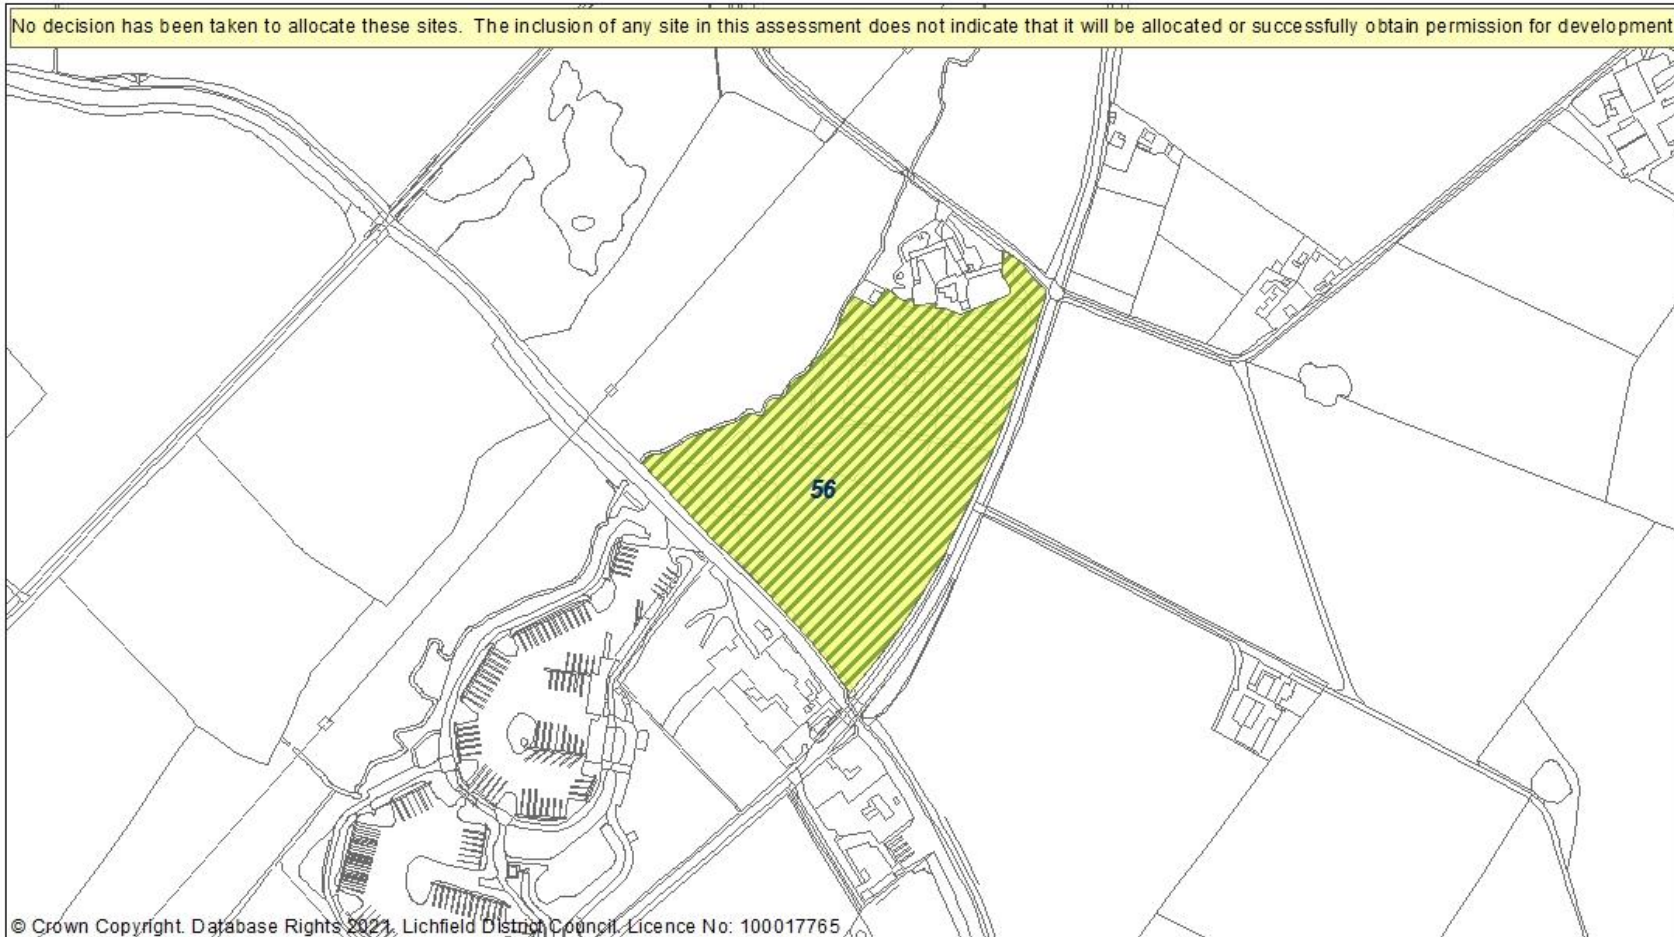 No decision has been taken to allocate these sites. The inclusion of any site in this assessment does not indicate that it will be allocated or successfully obtain permission for development
56
© Crown Copyright. Database Rights 2021. Lichfield District Council. Licence No: 100017765